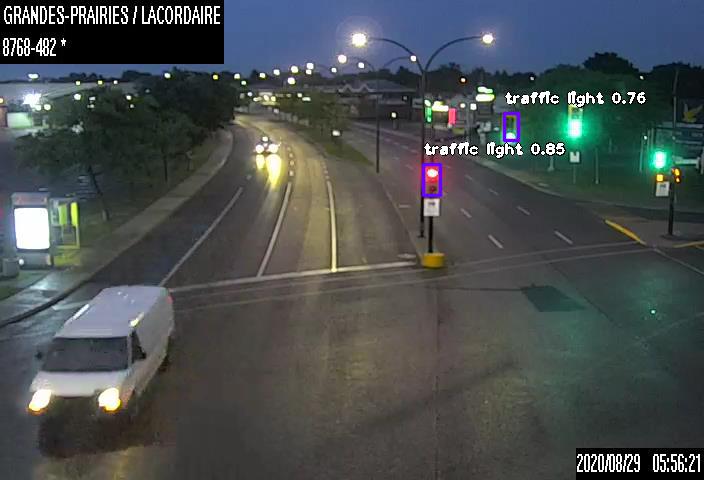 GRANDES-PRAIRIES / LACORDAIRE
8768-482 *
traffic light 0.76
traffic light 0.85
2020/08/29 05:56:21